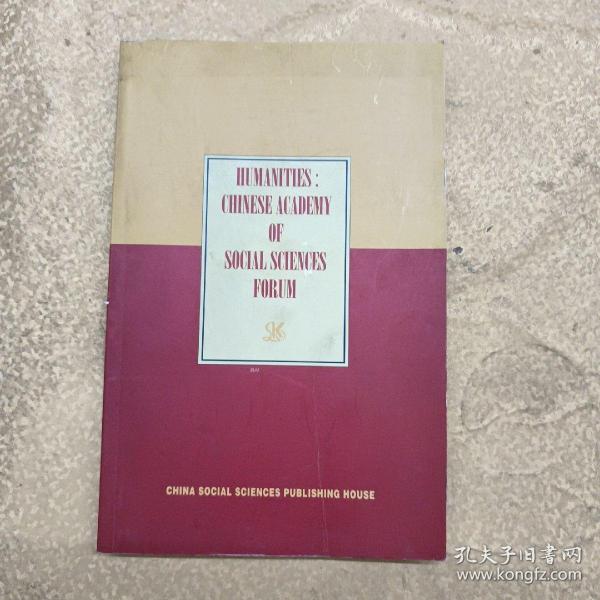 HUMANITIES:
CHINESE ACADEMY
OF
SOCIAL SCIENCES
FORUM
CHINA SOCIAL SCIENCES PUBLISHING HOUSE
孔夫子旧書网
www.kongfz.com